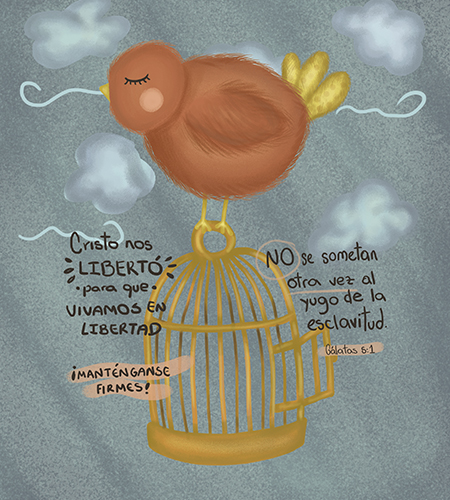 Cristo nos
LIBERTÓ
para que
VIVAMOS EN
LIBERTAD
¡MANTÉNGANSE
FIRMES!
NO se sometan
otra vez al
yugo de la
esclavitud.
Gálatas 5:1